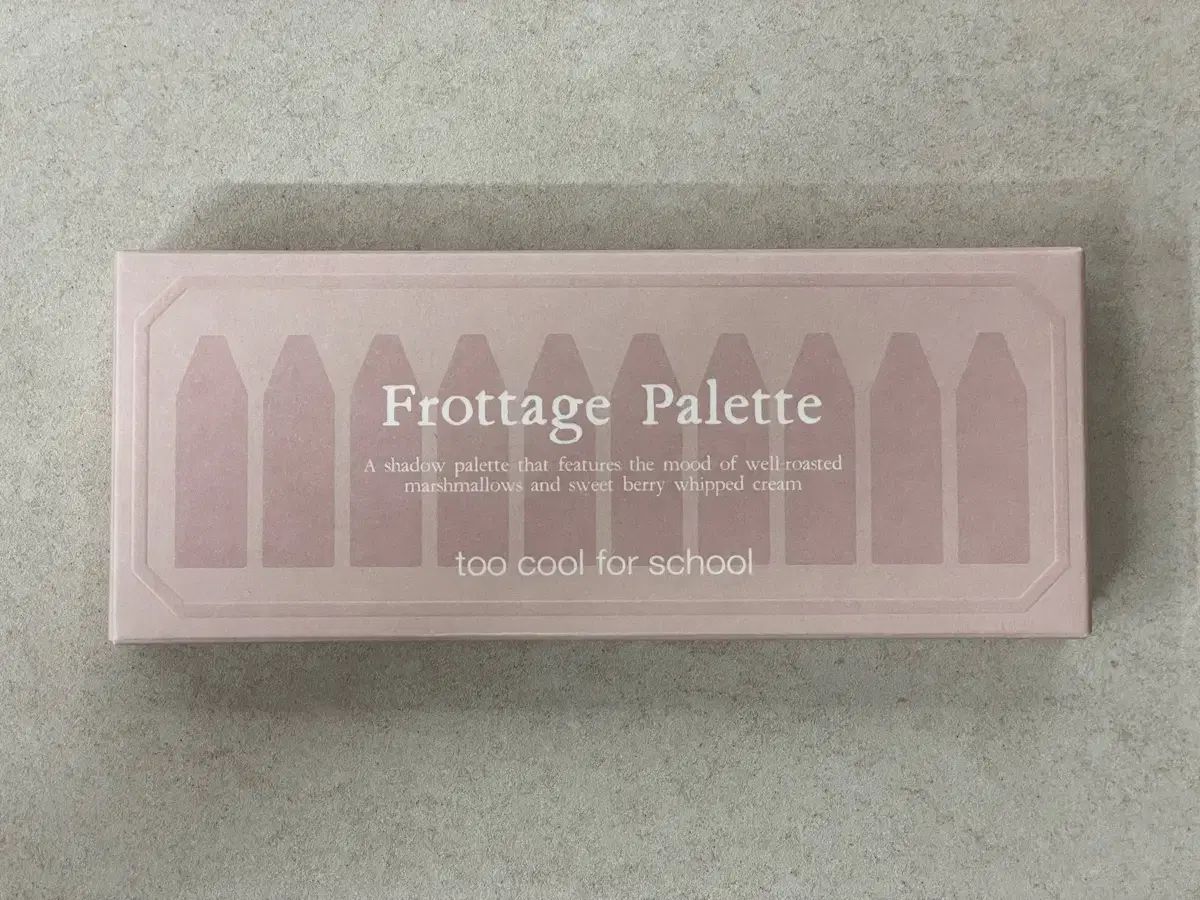 Frottage Palette
A shadow palette that features the mood of well-roasted
marshmallows and sweet berry whipped cream
too cool for school